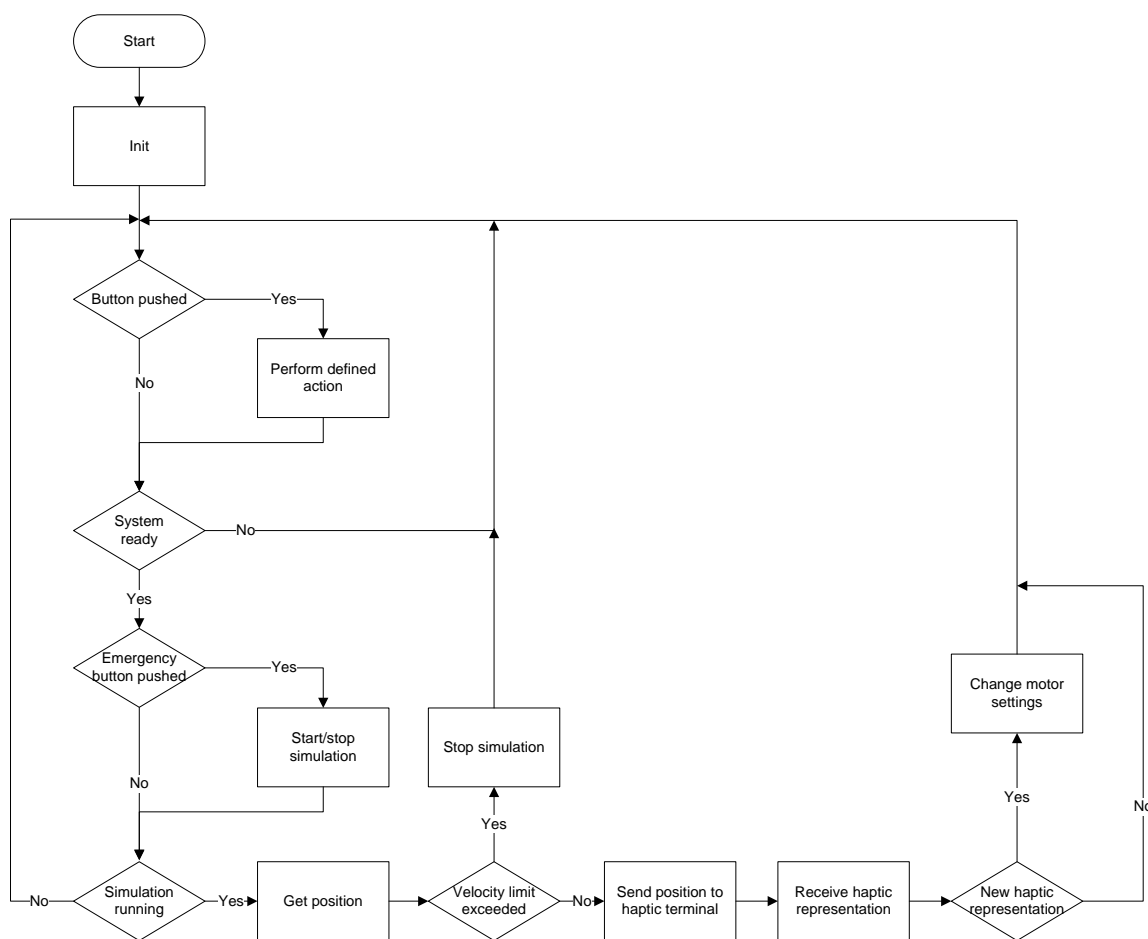 Start
Init
Button pushed
Yes
Perform defined
action
No
System
ready
No
Yes
Emergency
button pushed
Yes
Start/stop
simulation
Stop simulation
Change motor
settings
No
Yes
Yes
No
Simulation
running
No
Yes
Get position
Velocity limit
exceeded
No
Send position to
haptic terminal
Receive haptic
representation
New haptic
representation